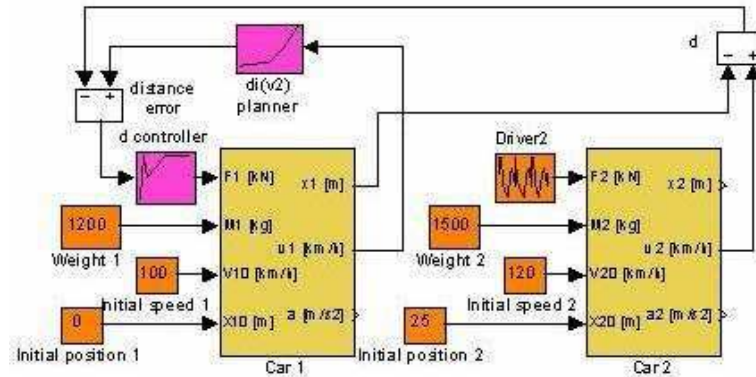 d
- +
- +
distance
error
di(v2)
planner
d controller
F1 [kN]
x1 [m]
M1 [kg]
u1 [km/h]
V10 [km/h]
X10 [m]
a [m/s2]
Car 1
1200
Weight 1
100
Initial speed 1
0
Initial position 1
Driver2
F2 [kN]
x2 [m]
M2 [kg]
u2 [km/h]
V20 [km/h]
X20 [m]
a2 [m/s2]
Car 2
1500
Weight 2
120
Initial speed 2
25
Initial position 2